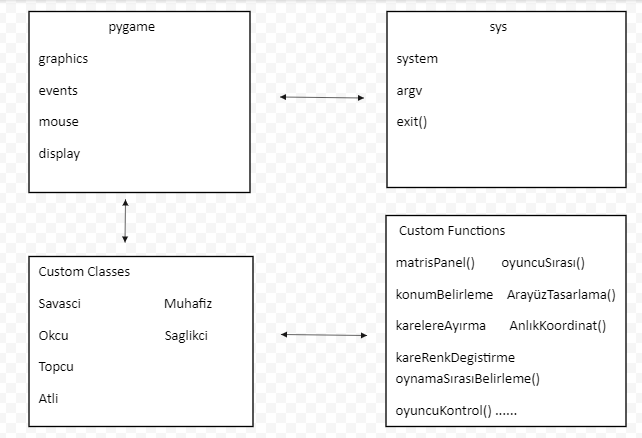 pygame
graphics
events
mouse
display
sys
system
argv
exit()
Custom Classes
Savasci Muhafiz
Okcu Saglikci
Topcu
Atli
Custom Functions
matrisPanel() oyuncuSırası()
konumBelirleme ArayüzTasarlama()
karelereAyırma AnlıkKoordinat()
kareRenkDegistirme
oynamaSırasıBelirleme()
oyuncuKontrol() ......